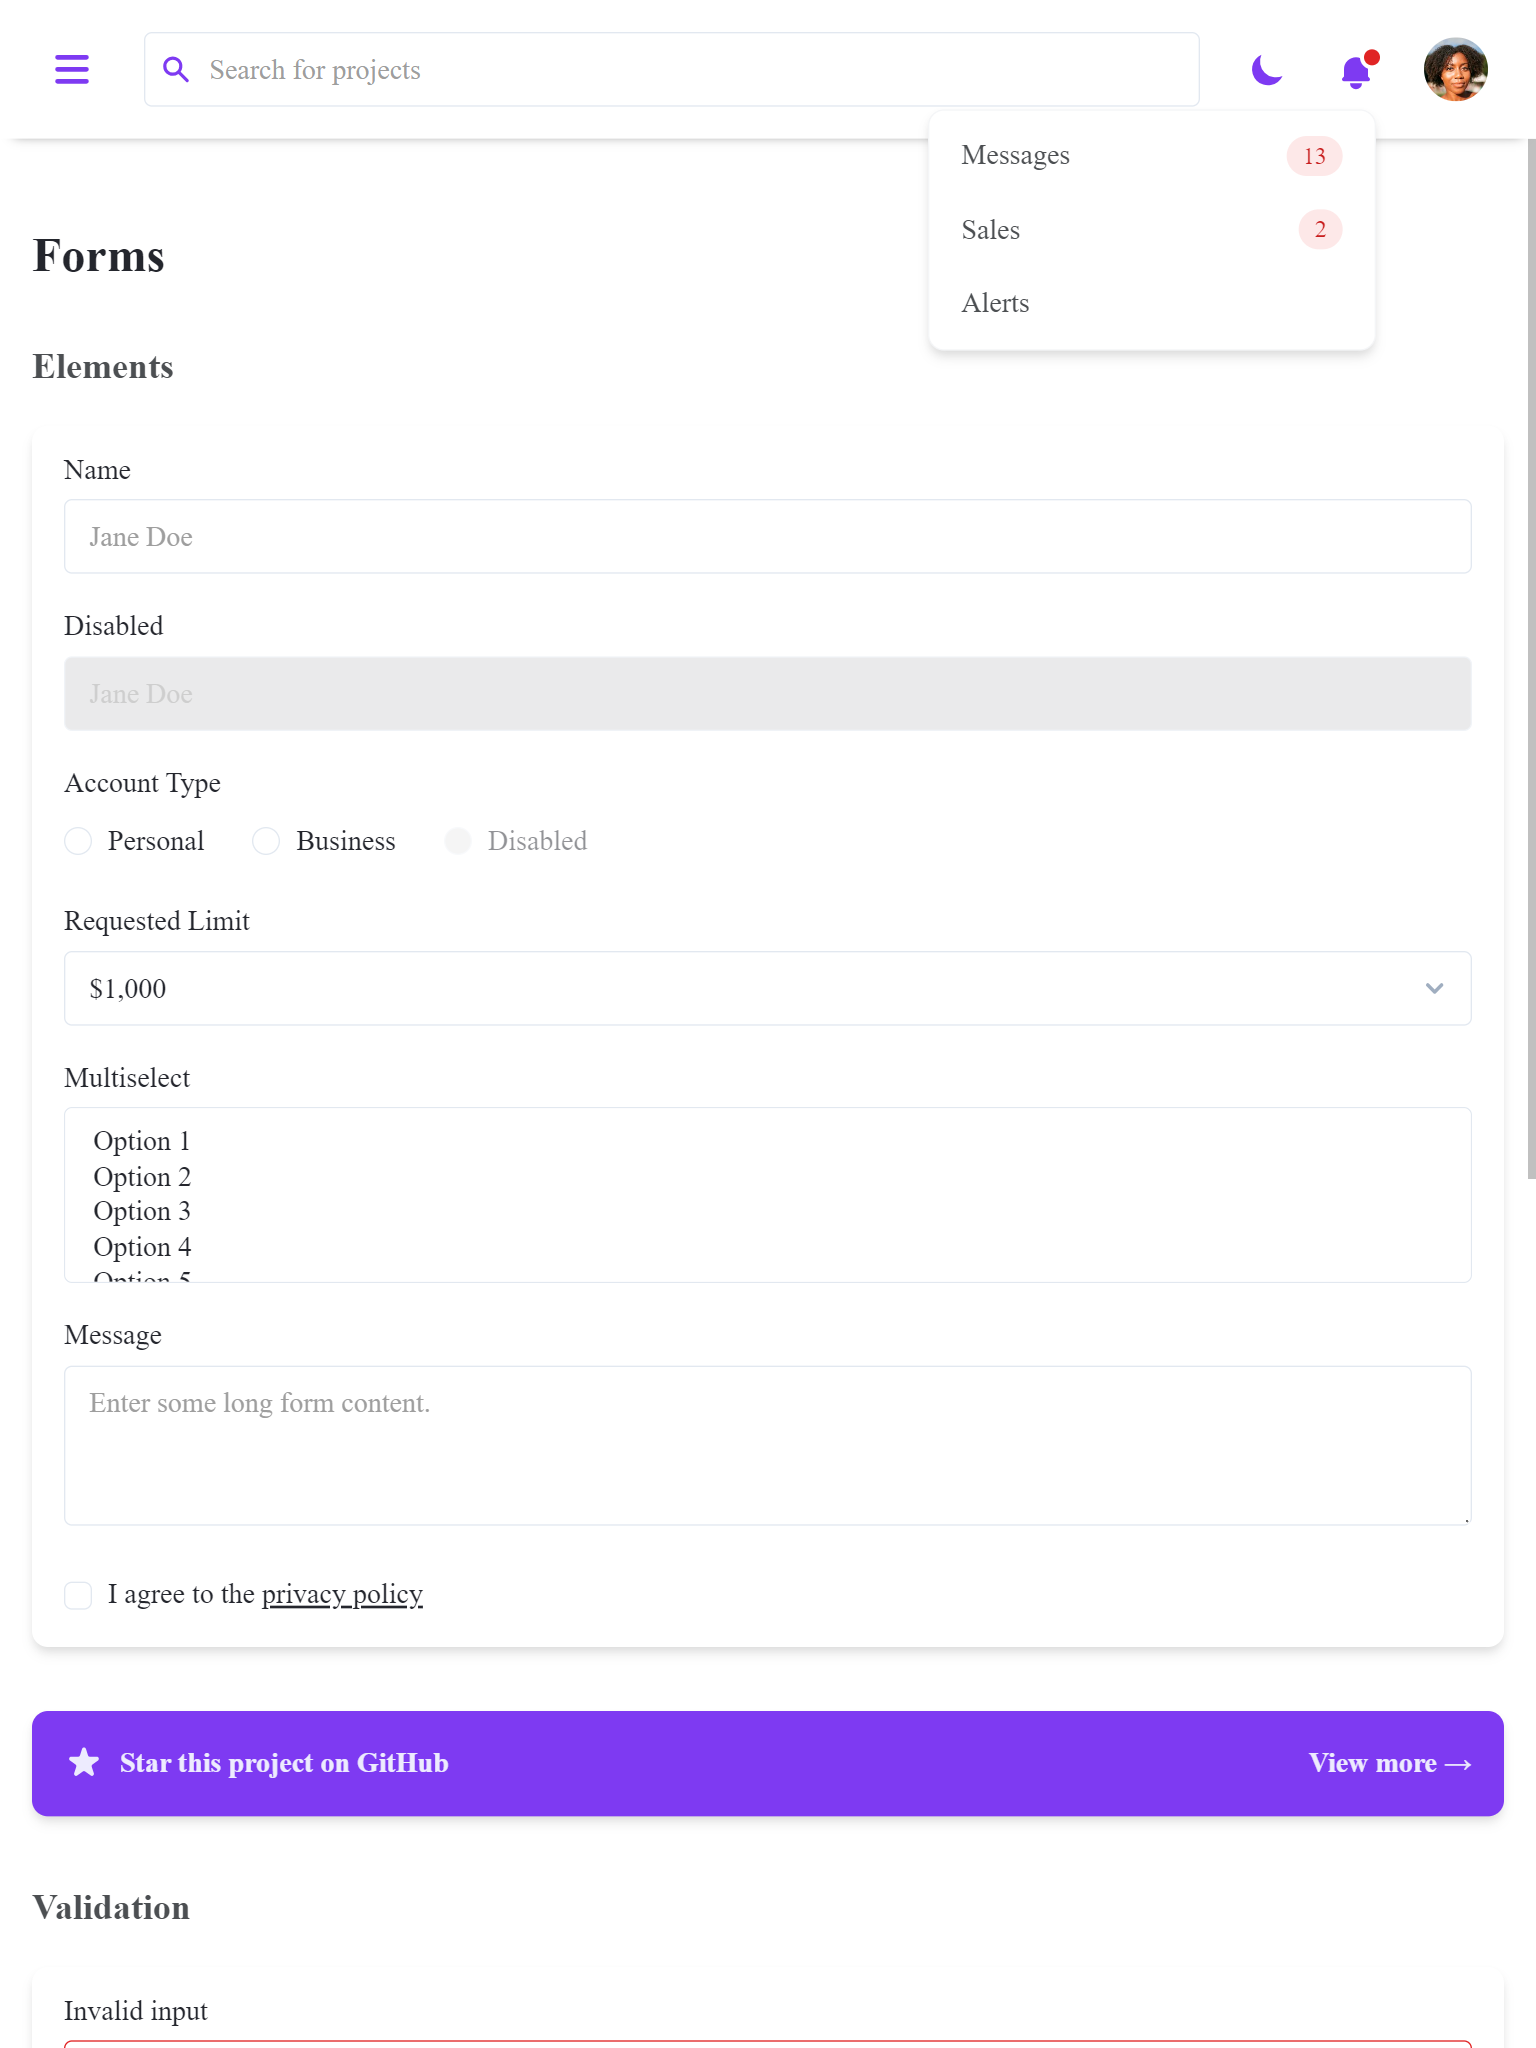 Search for projects
Messages 13
Sales 2
Alerts
Forms
Elements
Name
Jane Doe
Disabled
Jane Doe
Account Type
Personal Business Disabled
Requested Limit
$1,000
Multiselect
Option 1
Option 2
Option 3
Option 4
Option 5
Message
Enter some long form content.
I agree to the privacy policy
Star this project on GitHub View more →
Validation
Invalid input